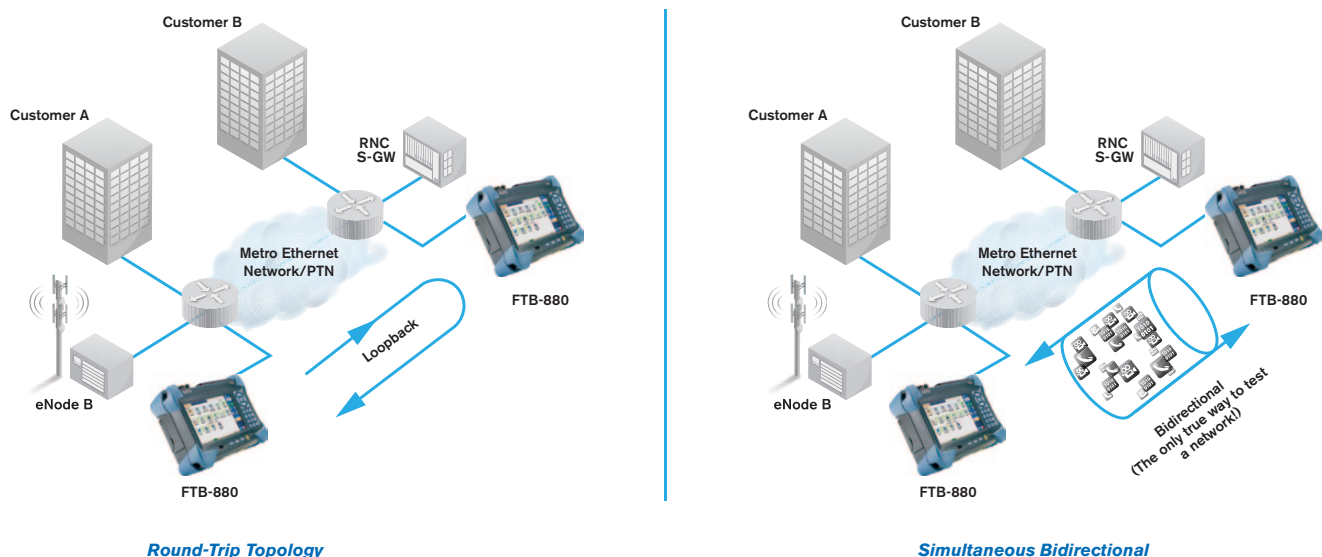 Customer B
Customer A
RNC
S-GW
Metro Ethernet
Network/PTN
FTB-880
Loopback
eNode B
FTB-880
Round-Trip Topology
Customer B
Customer A
RNC
S-GW
Metro Ethernet
Network/PTN
FTB-880
Bidirectional
(The only true way to test
a network!)
eNode B
FTB-880
Simultaneous Bidirectional